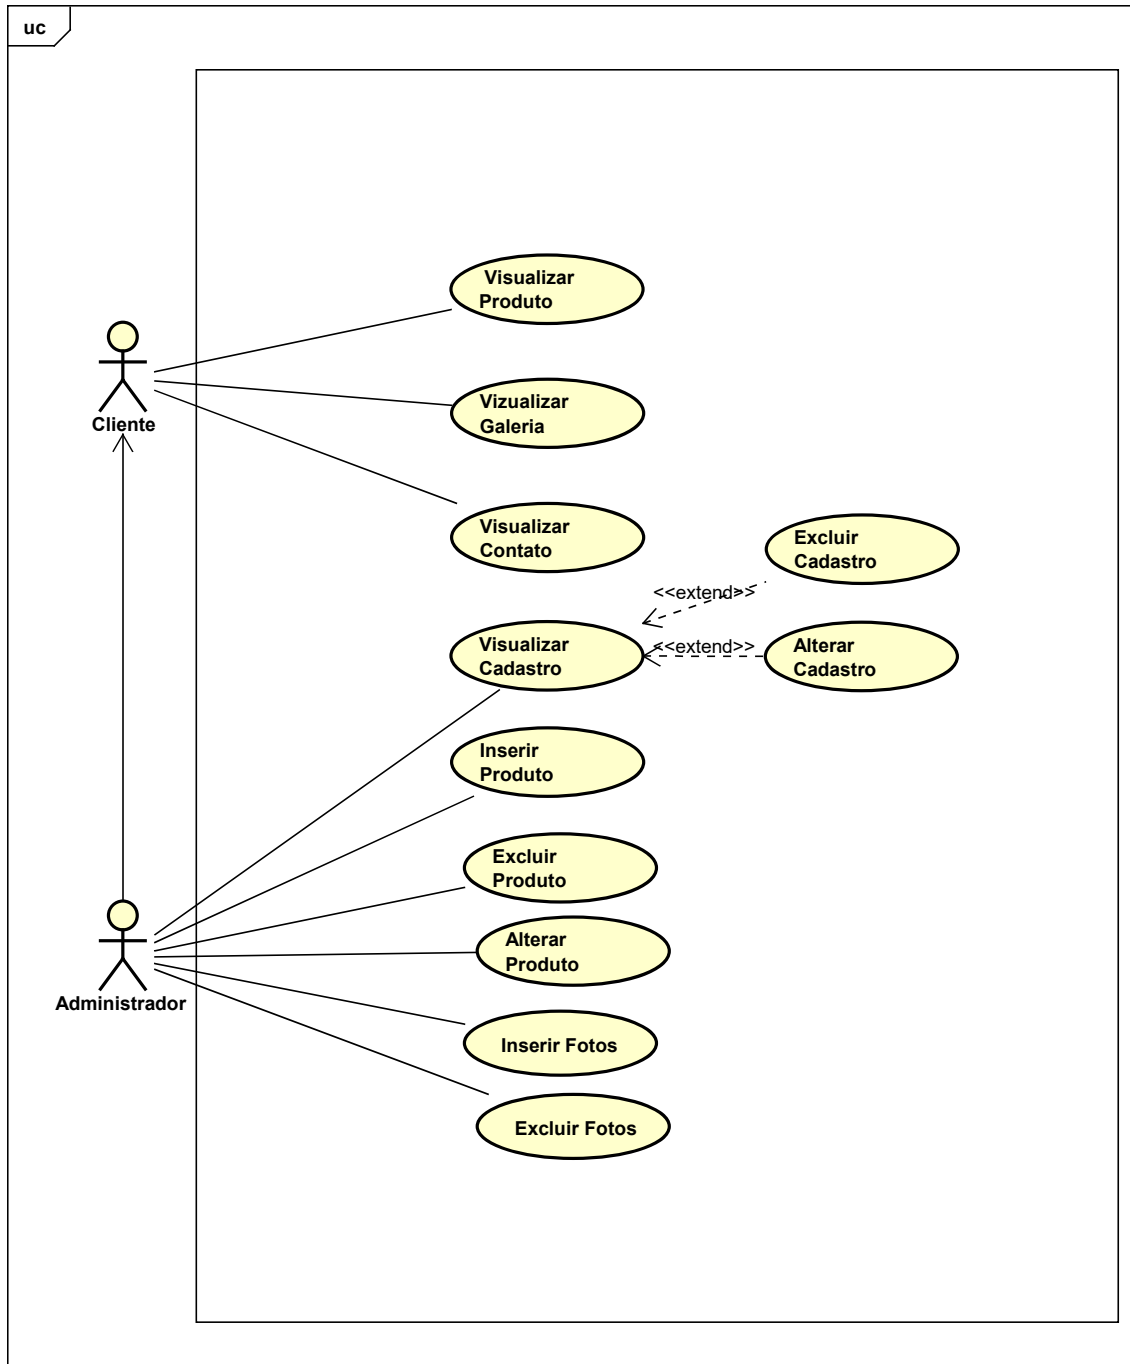 uc
Visualizar
Produto
Cliente
Vizualizar
Galeria
Visualizar
Contato
Excluir
Cadastro
<<extend>>
Visualizar
Cadastro
<<extend>>
Alterar
Cadastro
Inserir
Produto
Excluir
Produto
Alterar
Produto
Administrador
Inserir Fotos
Excluir Fotos